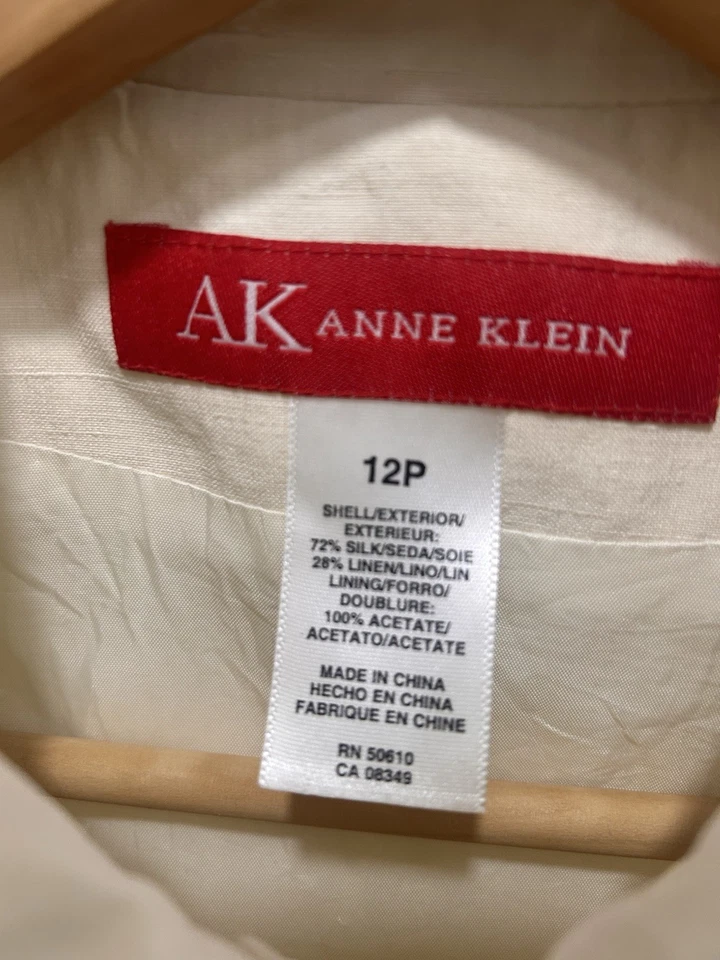 AK ANNE KLEIN
12P
SHELL/EXTERIOR/
EXTERIEUR:
72% SILK/SEDA/SOIE
28% LINEN/LINO/LIN
LINING/FORRO/
DOUBLURE:
100% ACETATE/
ACETATO/ACETATE
MADE IN CHINA
HECHO EN CHINA
FABRIQUE EN CHINE
RN 50610
CA 08349